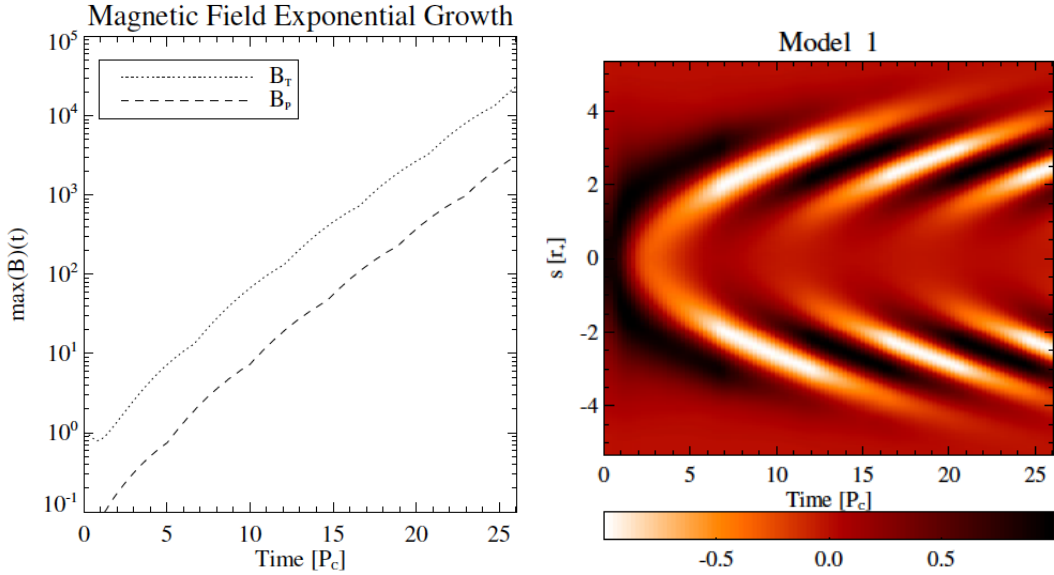 Magnetic Field Exponential Growth
10^5
10^4
10^3
10^2
10^1
10^0
10^-1
max(B)(t)
B_T
B_P
0 5 10 15 20 25
Time [P_c]
Model 1
4
2
0
-2
-4
s [r_*]
0 5 10 15 20 25
Time [P_c]
-0.5 0.0 0.5